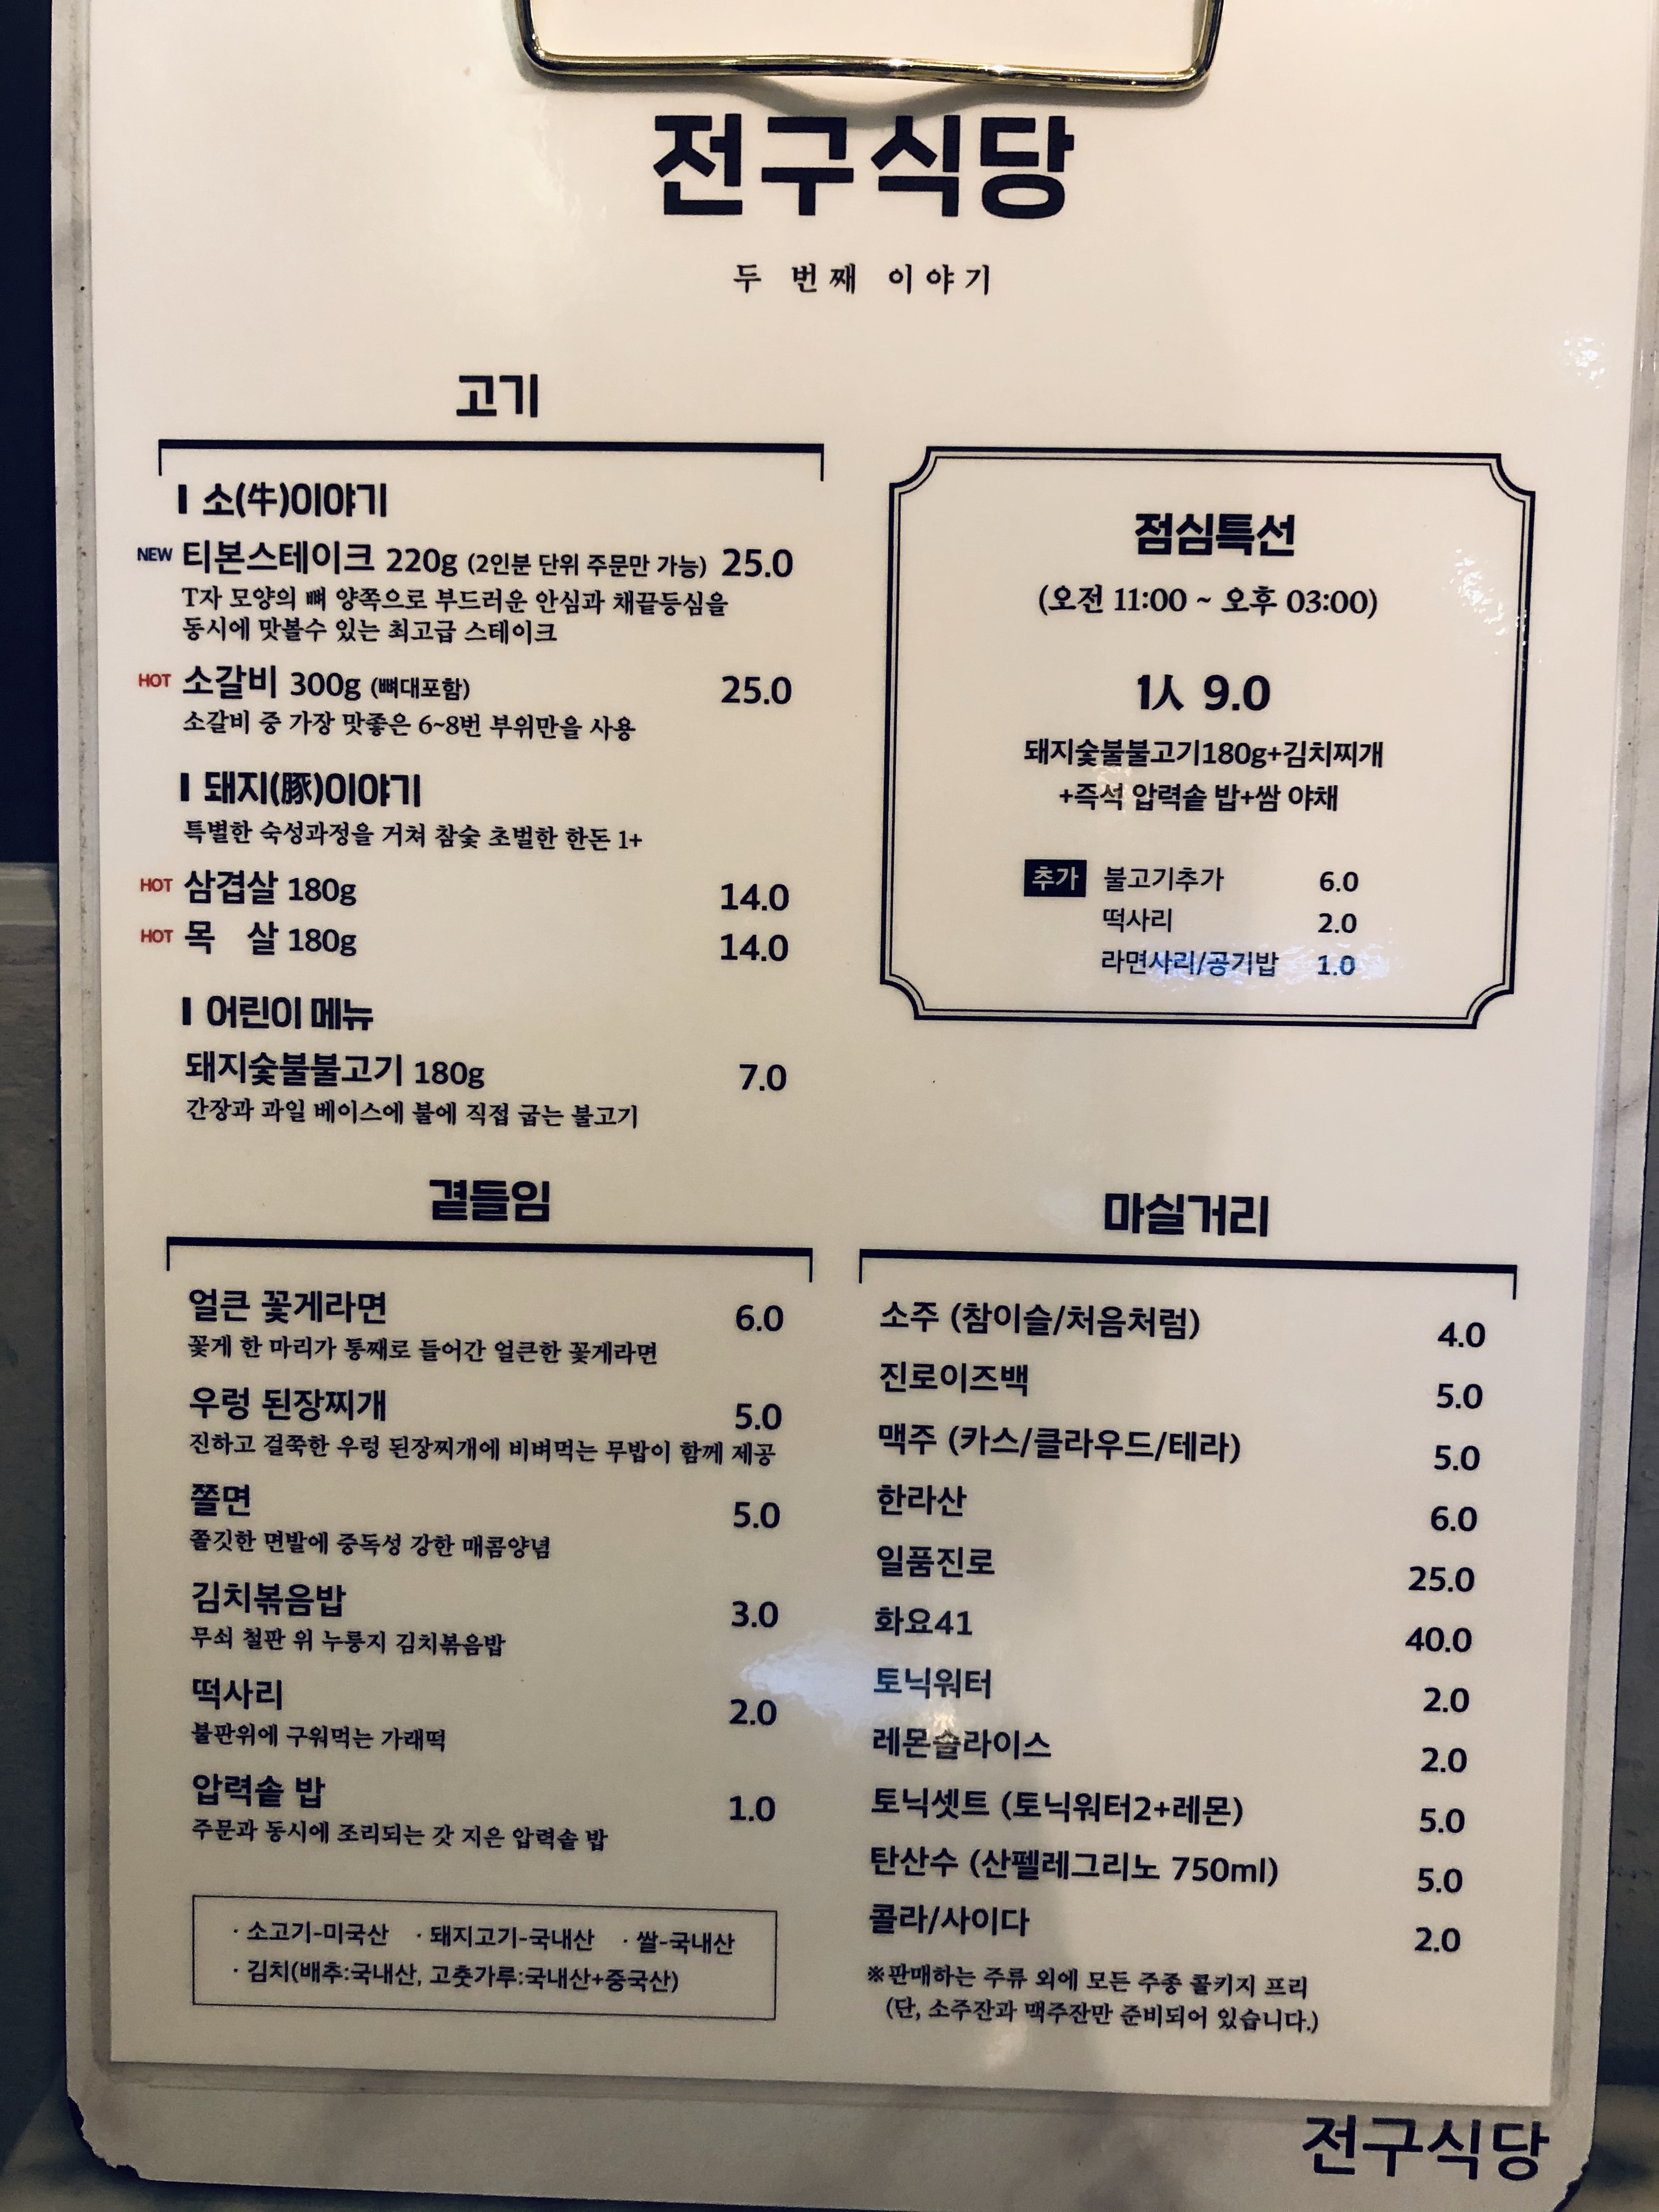 전구식당
두 번째 이야기
고기
소(牛)이야기
NEW 티본스테이크 220g (2인분 단위 주문만 가능) 25.0
T자 모양의 뼈 양쪽으로 부드러운 안심과 채끝등심을
동시에 맛볼수 있는 최고급 스테이크
HOT 소갈비 300g (뼈대포함) 25.0
소갈비 중 가장 맛좋은 6~8번 부위만을 사용
돼지(豚)이야기
특별한 숙성과정을 거쳐 참숯 초벌한 한돈 1+
HOT 삼겹살 180g 14.0
HOT 목 살 180g 14.0
어린이 메뉴
돼지숯불불고기 180g 7.0
간장과 과일 베이스에 불에 직접 굽는 불고기
점심특선
(오전 11:00 ~ 오후 03:00)
1人 9.0
돼지숯불불고기180g+김치찌개
+즉석 압력솥 밥+쌈 야채
추가 불고기추가 6.0
떡사리 2.0
라면사리/공기밥 1.0
곁들임
얼큰 꽃게라면 6.0
꽃게 한 마리가 통째로 들어간 얼큰한 꽃게라면
우렁 된장찌개 5.0
진하고 걸쭉한 우렁 된장찌개에 비벼먹는 무밥이 함께 제공
쫄면 5.0
쫄깃한 면발에 중독성 강한 매콤양념
김치볶음밥 3.0
무쇠 철판 위 누룽지 김치볶음밥
떡사리 2.0
불판위에 구워먹는 가래떡
압력솥 밥 1.0
주문과 동시에 조리되는 갓 지은 압력솥 밥
· 소고기-미국산 · 돼지고기-국내산 · 쌀-국내산
· 김치(배추:국내산, 고춧가루:국내산+중국산)
마실거리
소주 (참이슬/처음처럼) 4.0
진로이즈백 5.0
맥주 (카스/클라우드/테라) 5.0
한라산 6.0
일품진로 25.0
화요41 40.0
토닉워터 2.0
레몬슬라이스 2.0
토닉셋트 (토닉워터2+레몬) 5.0
탄산수 (산펠레그리노 750ml) 5.0
콜라/사이다 2.0
※판매하는 주류 외에 모든 주종 콜키지 프리
(단, 소주잔과 맥주잔만 준비되어 있습니다.)
전구식당